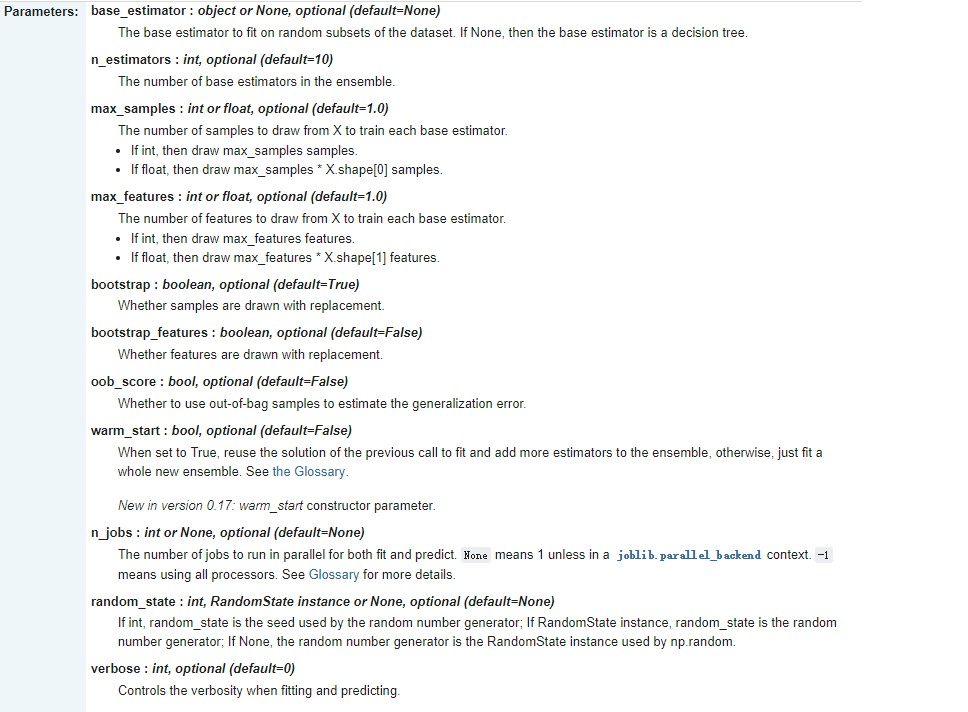 Parameters:
base_estimator : object or None, optional (default=None)
The base estimator to fit on random subsets of the dataset. If None, then the base estimator is a decision tree.
n_estimators : int, optional (default=10)
The number of base estimators in the ensemble.
max_samples : int or float, optional (default=1.0)
The number of samples to draw from X to train each base estimator.
• If int, then draw max_samples samples.
• If float, then draw max_samples * X.shape[0] samples.
max_features : int or float, optional (default=1.0)
The number of features to draw from X to train each base estimator.
• If int, then draw max_features features.
• If float, then draw max_features * X.shape[1] features.
bootstrap : boolean, optional (default=True)
Whether samples are drawn with replacement.
bootstrap_features : boolean, optional (default=False)
Whether features are drawn with replacement.
oob_score : bool, optional (default=False)
Whether to use out-of-bag samples to estimate the generalization error.
warm_start : bool, optional (default=False)
When set to True, reuse the solution of the previous call to fit and add more estimators to the ensemble, otherwise, just fit a
whole new ensemble. See the Glossary.
New in version 0.17: warm_start constructor parameter.
n_jobs : int or None, optional (default=None)
The number of jobs to run in parallel for both fit and predict. None means 1 unless in a joblib.parallel_backend context. -1
means using all processors. See Glossary for more details.
random_state : int, RandomState instance or None, optional (default=None)
If int, random_state is the seed used by the random number generator; If RandomState instance, random_state is the random
number generator; If None, the random number generator is the RandomState instance used by np.random.
verbose : int, optional (default=0)
Controls the verbosity when fitting and predicting.